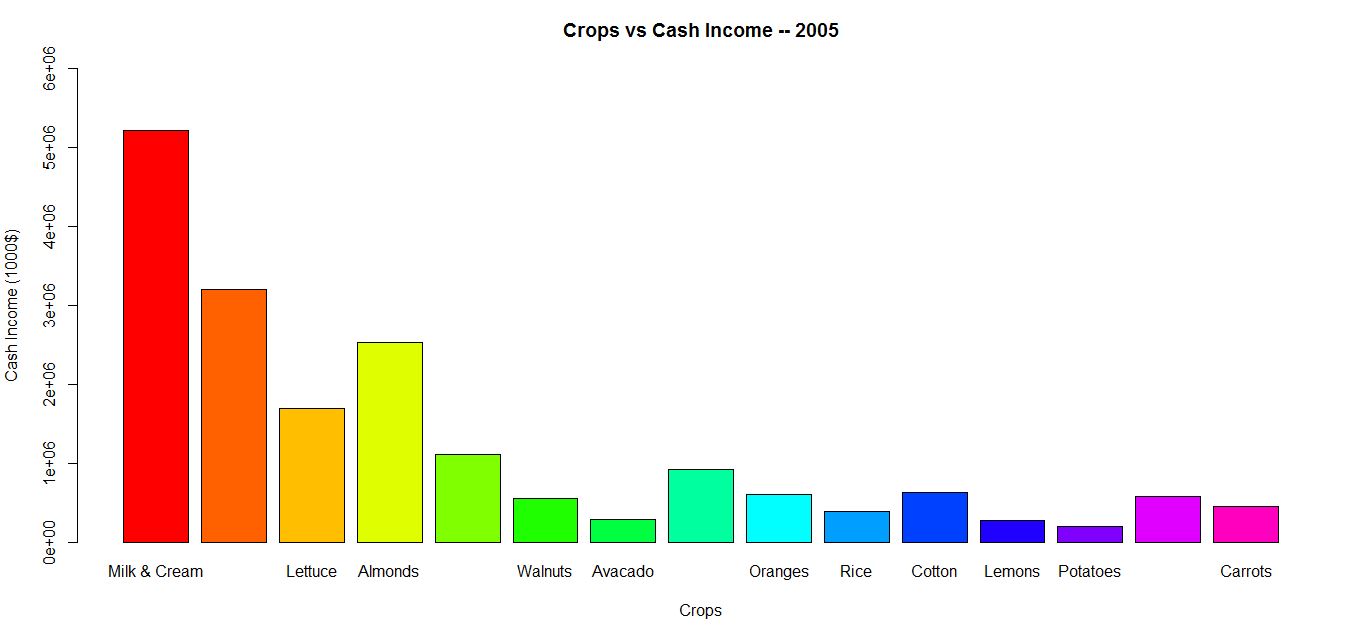 Crops vs Cash Income -- 2005
Cash Income (1000$)
6e+06
5e+06
4e+06
3e+06
2e+06
1e+06
0e+00
Milk & Cream Lettuce Almonds Walnuts Avacado Oranges Rice Cotton Lemons Potatoes Carrots
Crops